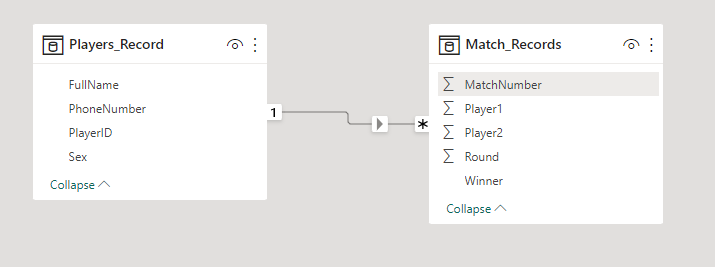 Players_Record
FullName
PhoneNumber
PlayerID
Sex
Collapse
1
*
Match_Records
Σ MatchNumber
Σ Player1
Σ Player2
Σ Round
Winner
Collapse